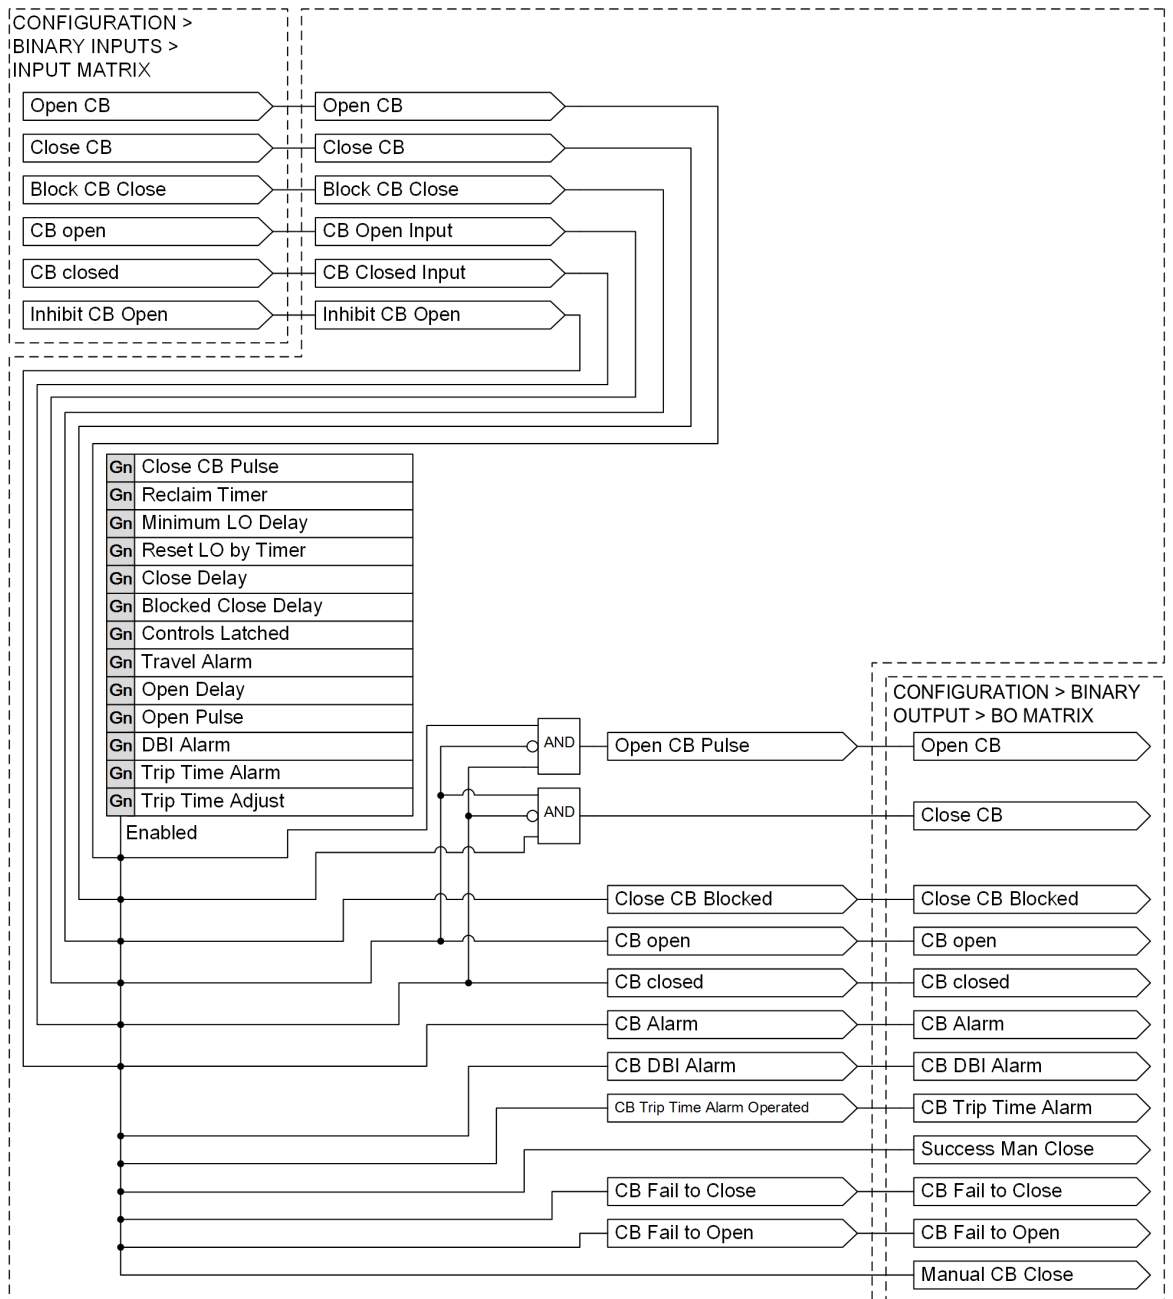 CONFIGURATION >
BINARY INPUTS >
INPUT MATRIX
Open CB
Open CB
Close CB
Close CB
Block CB Close
Block CB Close
CB open
CB Open Input
CB closed
CB Closed Input
Inhibit CB Open
Inhibit CB Open
Gn Close CB Pulse
Gn Reclaim Timer
Gn Minimum LO Delay
Gn Reset LO by Timer
Gn Close Delay
Gn Blocked Close Delay
Gn Controls Latched
Gn Travel Alarm
Gn Open Delay
Gn Open Pulse
Gn DBI Alarm
Gn Trip Time Alarm
Gn Trip Time Adjust
Enabled
CONFIGURATION > BINARY
OUTPUT > BO MATRIX
AND
Open CB Pulse
Open CB
AND
Close CB
Close CB Blocked
Close CB Blocked
CB open
CB open
CB closed
CB closed
CB Alarm
CB Alarm
CB DBI Alarm
CB DBI Alarm
CB Trip Time Alarm Operated
CB Trip Time Alarm
Success Man Close
CB Fail to Close
CB Fail to Close
CB Fail to Open
CB Fail to Open
Manual CB Close